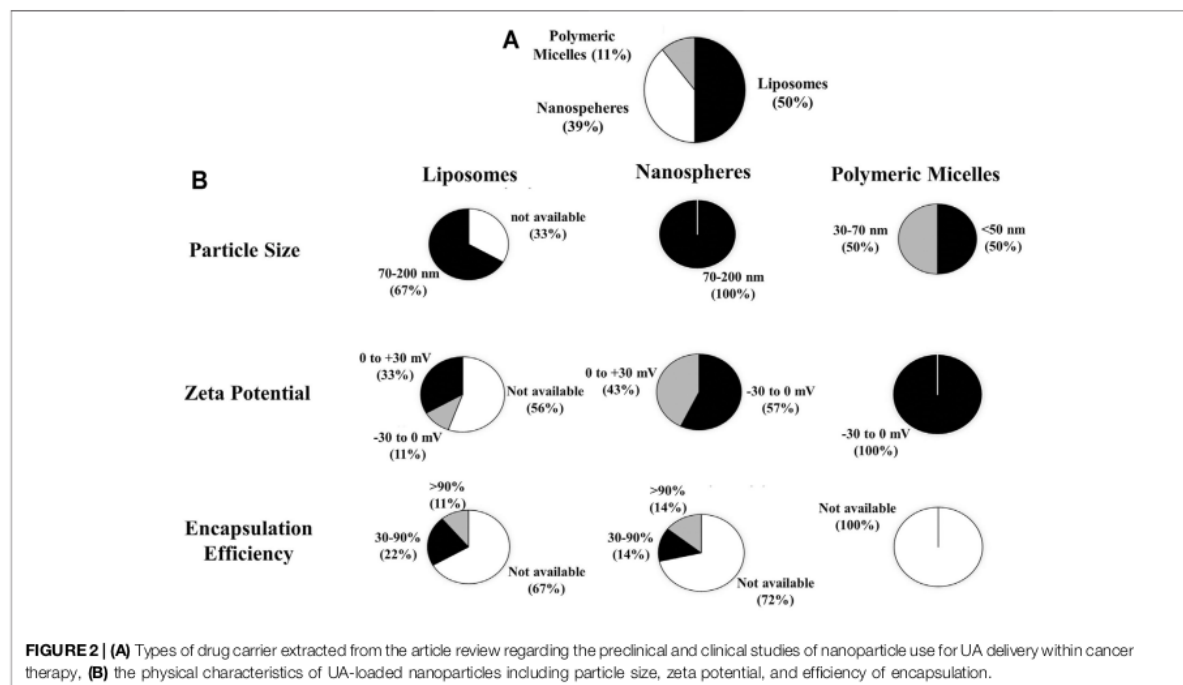 A
Polymeric
Micelles (11%)
Liposomes
(50%)
Nanospeheres
(39%)
B
Liposomes
Nanospheres
Polymeric Micelles
Particle Size
not available
(33%)
70-200 nm
(67%)
70-200 nm
(100%)
30-70 nm
(50%)
<50 nm
(50%)
Zeta Potential
0 to +30 mV
(33%)
Not available
(56%)
-30 to 0 mV
(11%)
0 to +30 mV
(43%)
-30 to 0 mV
(57%)
-30 to 0 mV
(100%)
Encapsulation
Efficiency
>90%
(11%)
30-90%
(22%)
Not available
(67%)
>90%
(14%)
30-90%
(14%)
Not available
(72%)
Not available
(100%)
FIGURE 2 | (A) Types of drug carrier extracted from the article review regarding the preclinical and clinical studies of nanoparticle use for UA delivery within cancer
therapy, (B) the physical characteristics of UA-loaded nanoparticles including particle size, zeta potential, and efficiency of encapsulation.